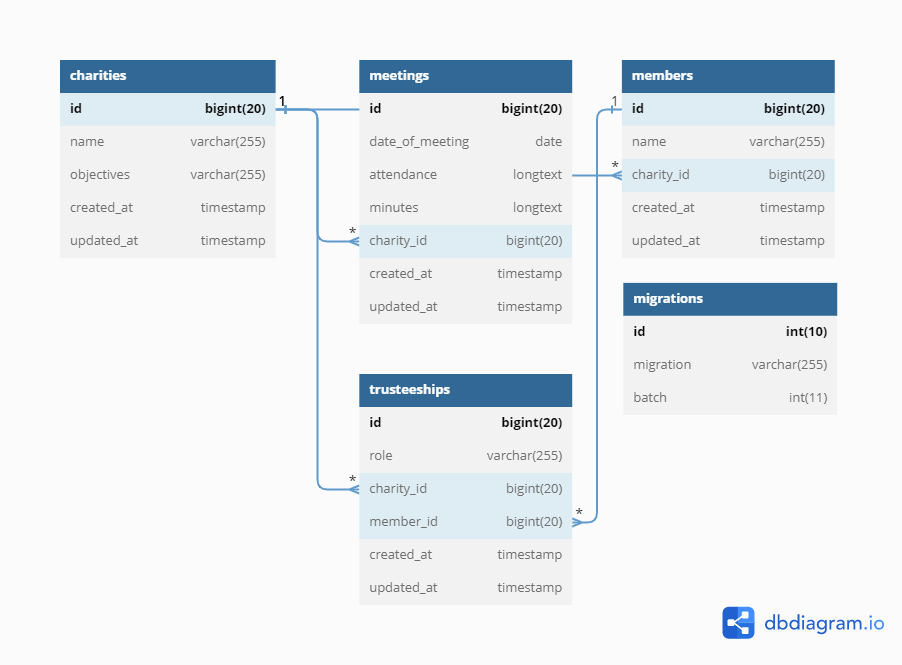 charities
id bigint(20)
name varchar(255)
objectives varchar(255)
created_at timestamp
updated_at timestamp
1
meetings
id bigint(20)
date_of_meeting date
attendance longtext
minutes longtext
* charity_id bigint(20)
created_at timestamp
updated_at timestamp
members
1 id bigint(20)
name varchar(255)
* charity_id bigint(20)
created_at timestamp
updated_at timestamp
migrations
id int(10)
migration varchar(255)
batch int(11)
trusteeships
id bigint(20)
role varchar(255)
* charity_id bigint(20)
member_id bigint(20) *
created_at timestamp
updated_at timestamp
dbdiagram.io